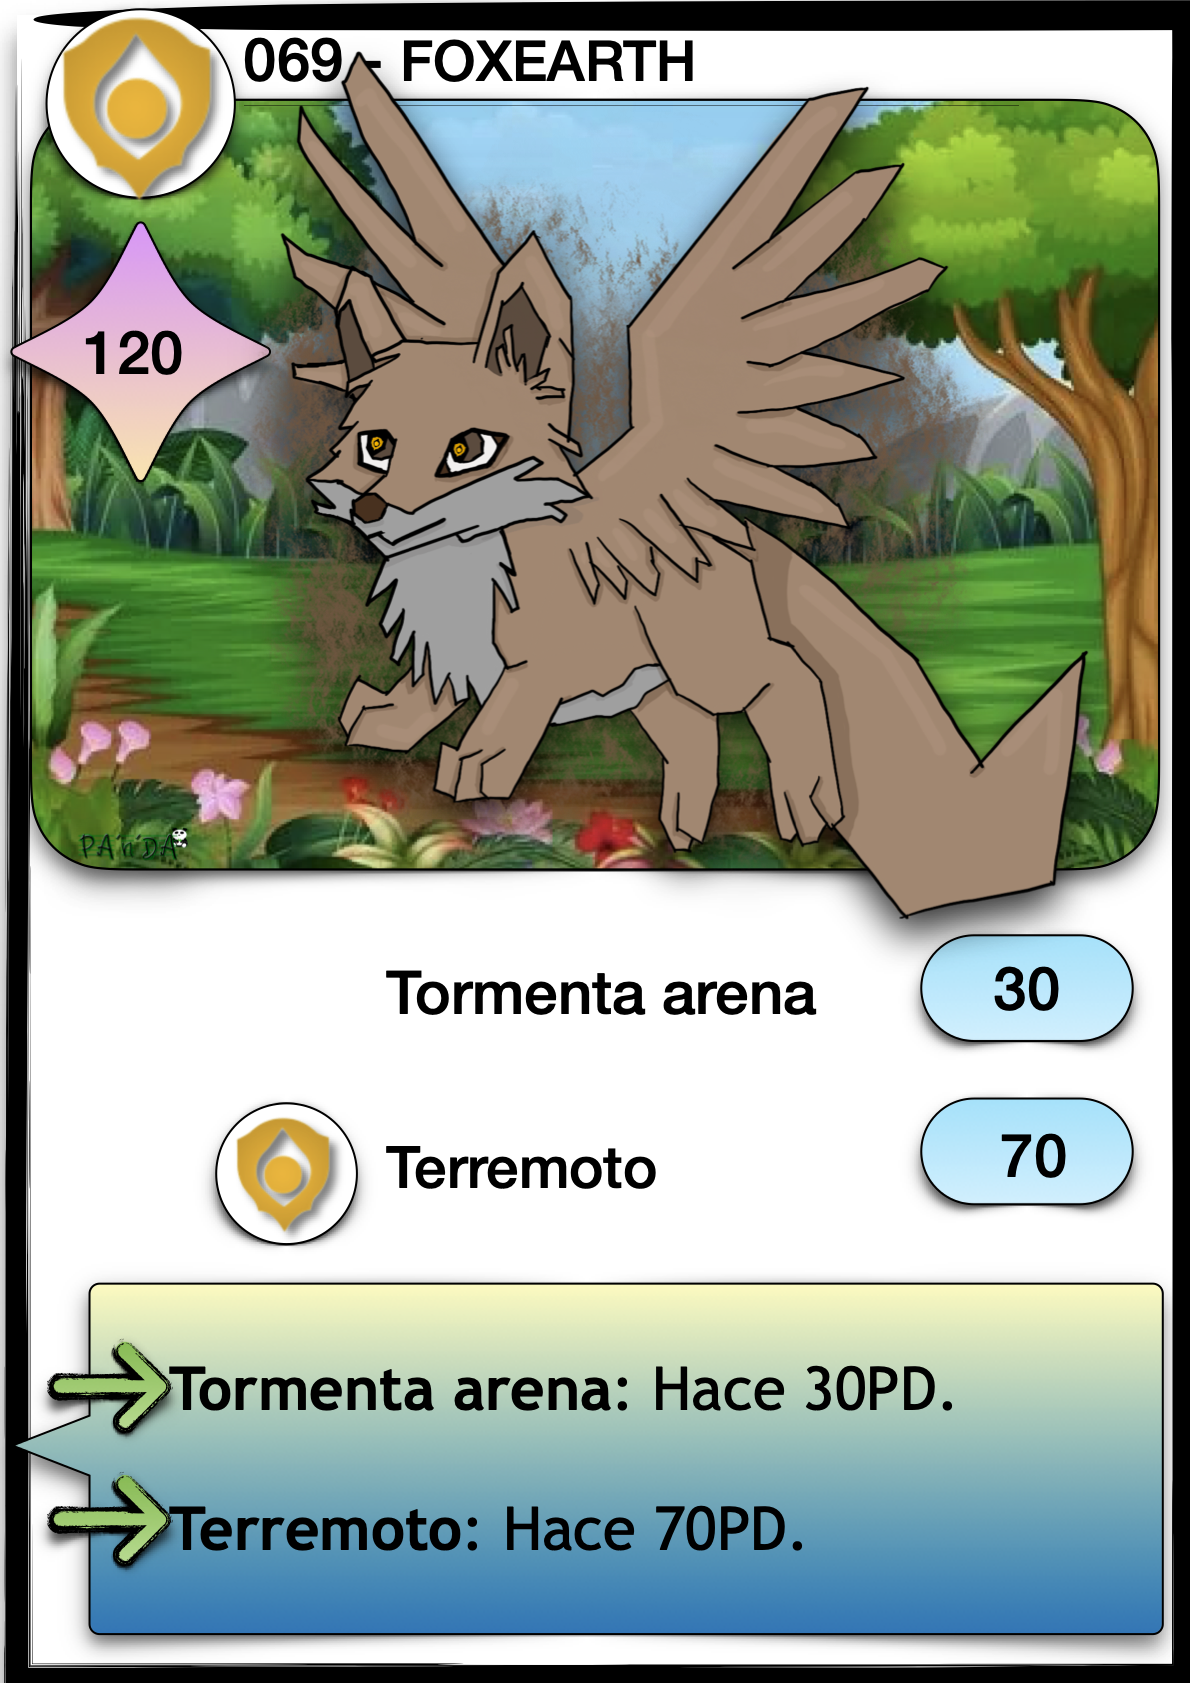 069 - FOXEARTH
120
PANDA
Tormenta arena 30
Terremoto 70
Tormenta arena: Hace 30PD.
Terremoto: Hace 70PD.